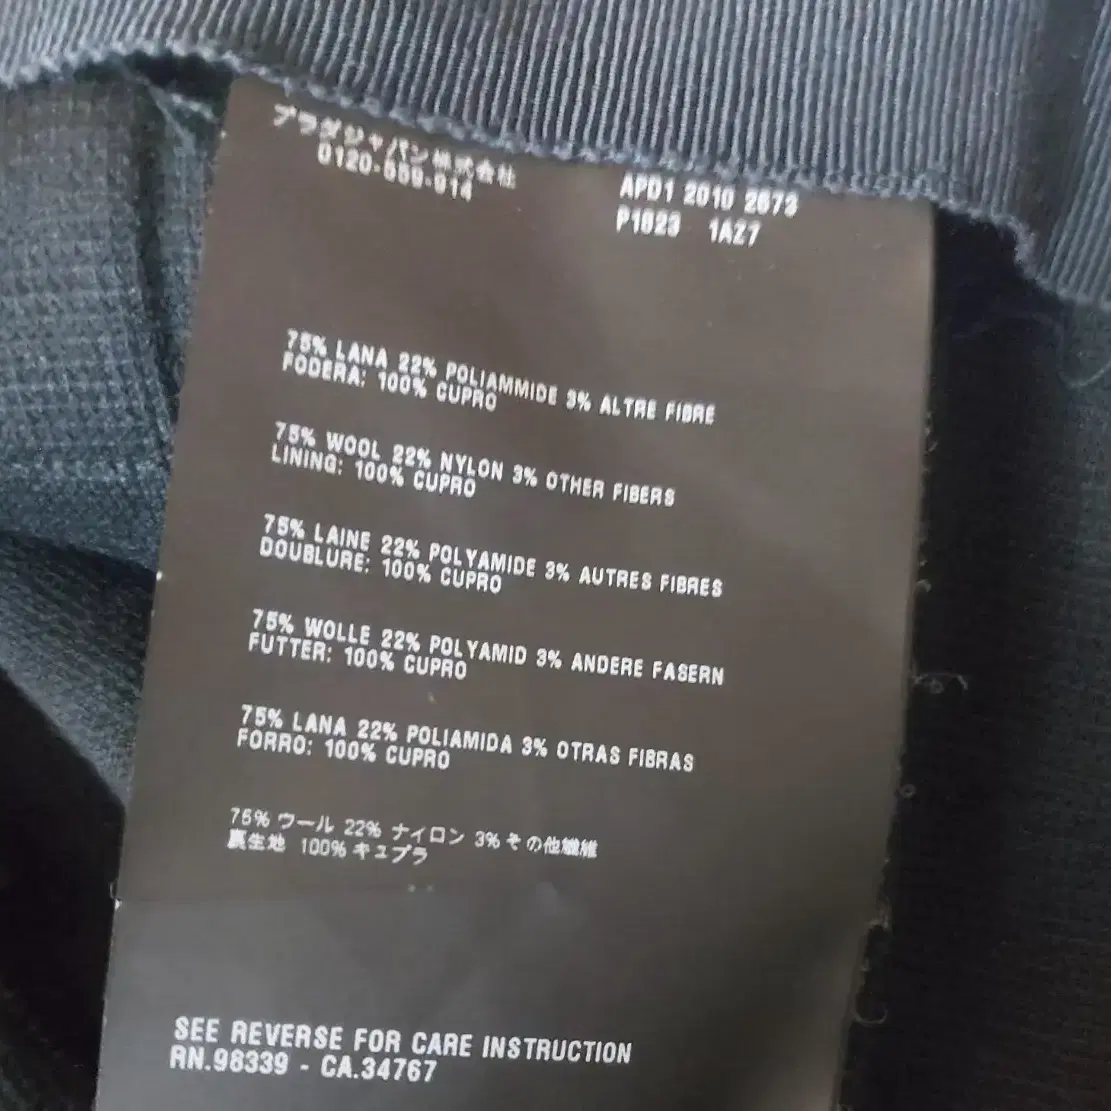 プラダジャパン株式会社
0120-559-914
APD1 2010 2673
P1623 1AZ7
75% LANA 22% POLIAMMIDE 3% ALTRE FIBRE
FODERA: 100% CUPRO
75% WOOL 22% NYLON 3% OTHER FIBERS
LINING: 100% CUPRO
75% LAINE 22% POLYAMIDE 3% AUTRES FIBRES
DOUBLURE: 100% CUPRO
75% WOLLE 22% POLYAMID 3% ANDERE FASERN
FUTTER: 100% CUPRO
75% LANA 22% POLIAMIDA 3% OTRAS FIBRAS
FORRO: 100% CUPRO
75% ウール 22% ナイロン 3% その他繊維
裏生地 100% キュプラ
SEE REVERSE FOR CARE INSTRUCTION
RN.98339 - CA.34767